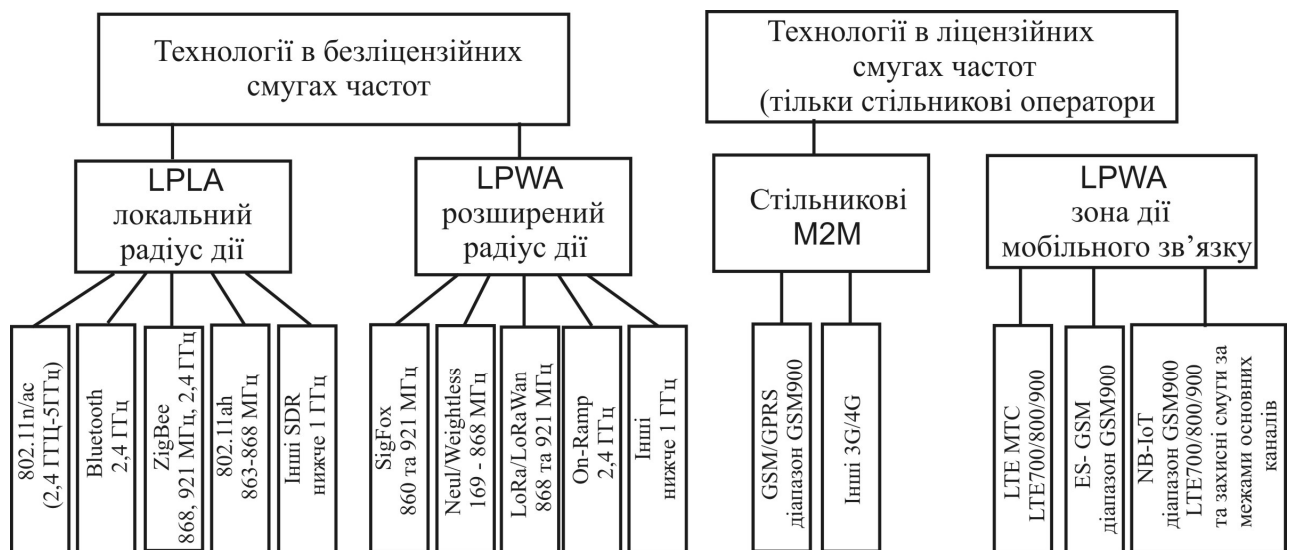 Технології в безліцензійних
смугах частот
Технології в ліцензійних
смугах частот
(тільки стільникові оператори
LPLA
локальний
радіус дії
LPWA
розширений
радіус дії
Стільникові
M2M
LPWA
зона дії
мобільного зв’язку
802.11n/ac
(2,4 ГГЦ-5ГГц)
Bluetooth
2,4 ГГц
ZigBee
868, 921 МГц, 2,4 ГГц
802.11ah
863-868 МГц
Інші SDR
нижче 1 ГГц
SigFox
860 та 921 МГц
Neul/Weightless
169 - 868 МГц
LoRa/LoRaWan
868 та 921 МГц
On-Ramp
2,4 ГГц
Інші
нижче 1 ГГц
GSM/GPRS
діапазон GSM900
Інші 3G/4G
LTE MTC
LTE700/800/900
ES- GSM
діапазон GSM900
NB-IoT
діапазон GSM900
LTE700/800/900
та захисні смуги за
межами основних
каналів